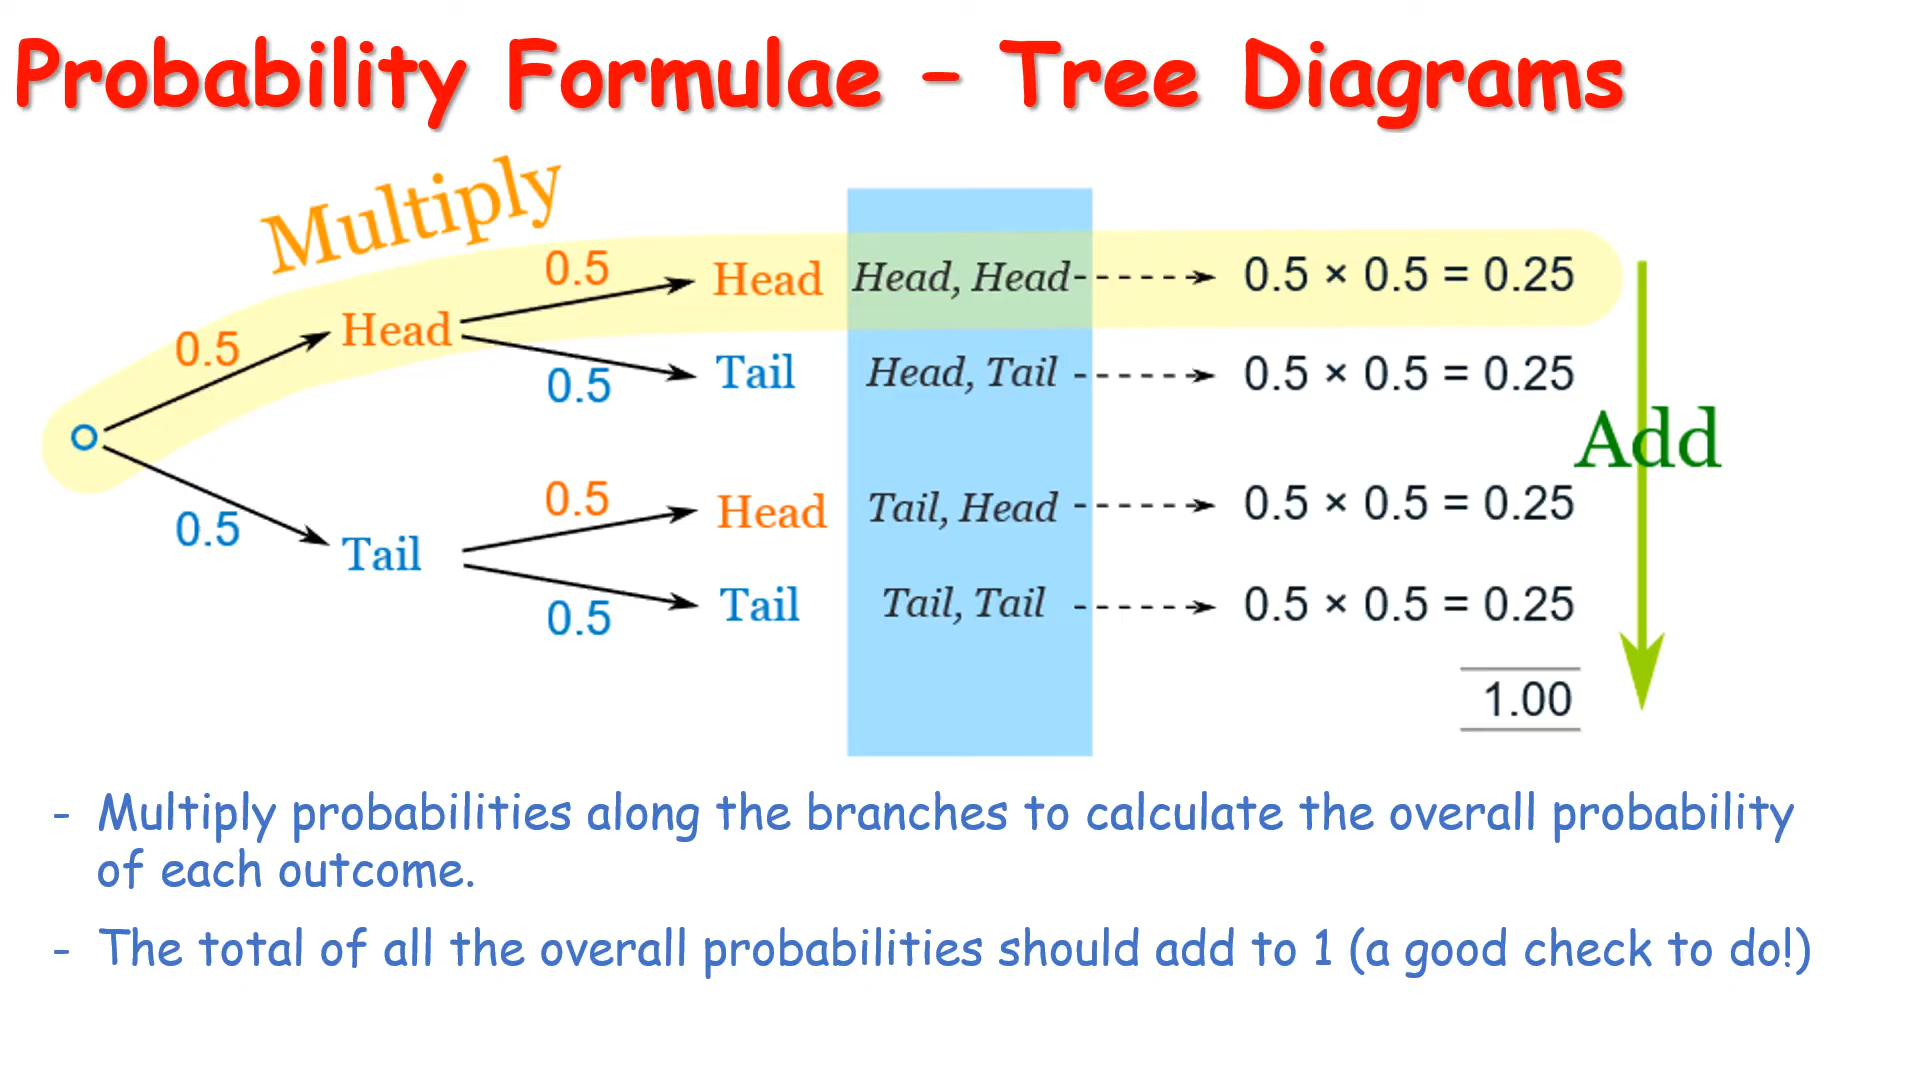 Probability Formulae – Tree Diagrams
Multiply
0.5 Head Head, Head 0.5 × 0.5 = 0.25
0.5 Head
0.5 Tail Head, Tail 0.5 × 0.5 = 0.25
Add
0.5 Head Tail, Head 0.5 × 0.5 = 0.25
0.5 Tail
0.5 Tail Tail, Tail 0.5 × 0.5 = 0.25
1.00
- Multiply probabilities along the branches to calculate the overall probability
of each outcome.
- The total of all the overall probabilities should add to 1 (a good check to do!)